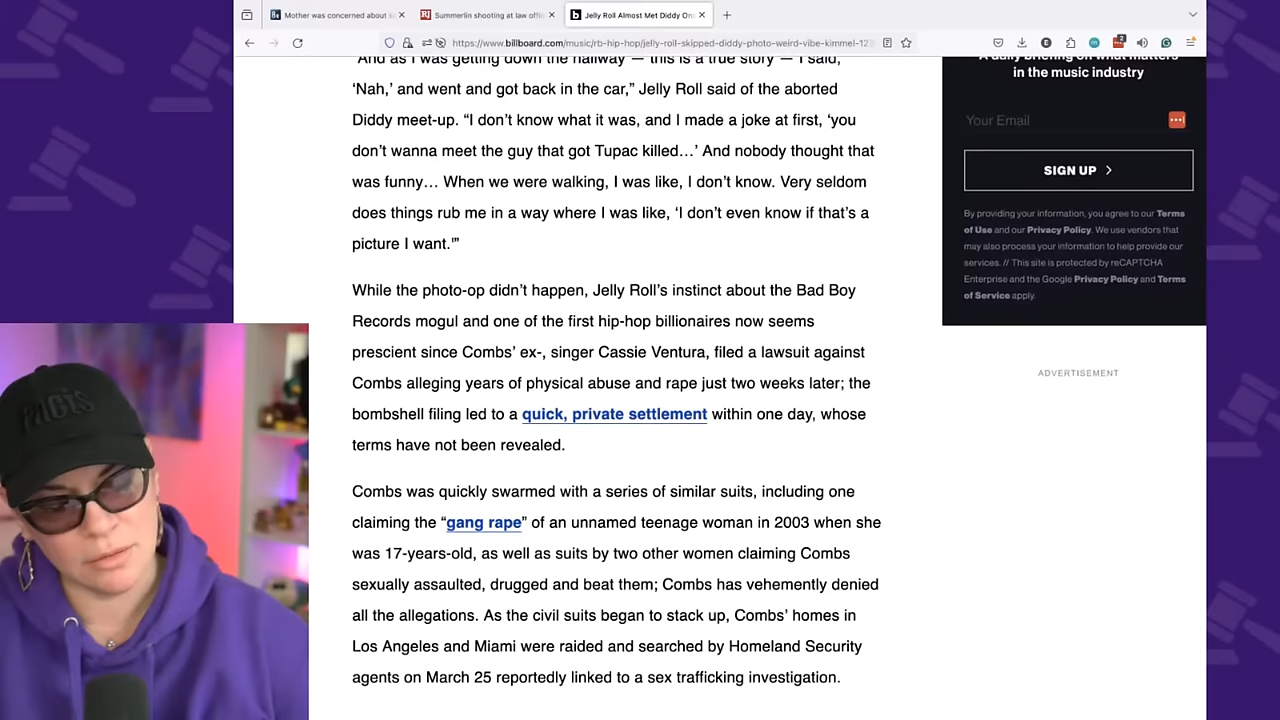 Mother was concerned about s
Summerlin shooting at law offi
Jelly Roll Almost Met Diddy On
https://www.billboard.com/music/rb-hip-hop/jelly-roll-skipped-diddy-photo-weird-vibe-kimmel-123
“And as I was getting down the hallway — this is a true story — I said,
‘Nah,’ and went and got back in the car,” Jelly Roll said of the aborted
Diddy meet-up. “I don’t know what it was, and I made a joke at first, ‘you
don’t wanna meet the guy that got Tupac killed…’ And nobody thought that
was funny… When we were walking, I was like, I don’t know. Very seldom
does things rub me in a way where I was like, ‘I don’t even know if that’s a
picture I want.’”
While the photo-op didn’t happen, Jelly Roll’s instinct about the Bad Boy
Records mogul and one of the first hip-hop billionaires now seems
prescient since Combs’ ex-, singer Cassie Ventura, filed a lawsuit against
Combs alleging years of physical abuse and rape just two weeks later; the
bombshell filing led to a quick, private settlement within one day, whose
terms have not been revealed.
Combs was quickly swarmed with a series of similar suits, including one
claiming the “gang rape” of an unnamed teenage woman in 2003 when she
was 17-years-old, as well as suits by two other women claiming Combs
sexually assaulted, drugged and beat them; Combs has vehemently denied
all the allegations. As the civil suits began to stack up, Combs’ homes in
Los Angeles and Miami were raided and searched by Homeland Security
agents on March 25 reportedly linked to a sex trafficking investigation.
A daily briefing on what matters
in the music industry
Your Email
SIGN UP
By providing your information, you agree to our Terms
of Use and our Privacy Policy. We use vendors that
may also process your information to help provide our
services. // This site is protected by reCAPTCHA
Enterprise and the Google Privacy Policy and Terms
of Service apply.
ADVERTISEMENT
FACTS